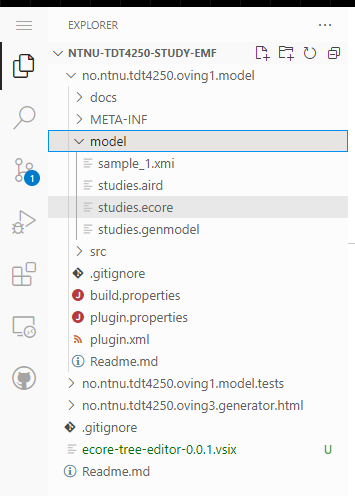 EXPLORER
NTNU-TDT4250-STUDY-EMF
no.ntnu.tdt4250.oving1.model
docs
META-INF
model
sample_1.xmi
studies.aird
studies.ecore
studies.genmodel
src
.gitignore
build.properties
plugin.properties
plugin.xml
Readme.md
no.ntnu.tdt4250.oving1.model.tests
no.ntnu.tdt4250.oving3.generator.html
.gitignore
ecore-tree-editor-0.0.1.vsix U
Readme.md
1